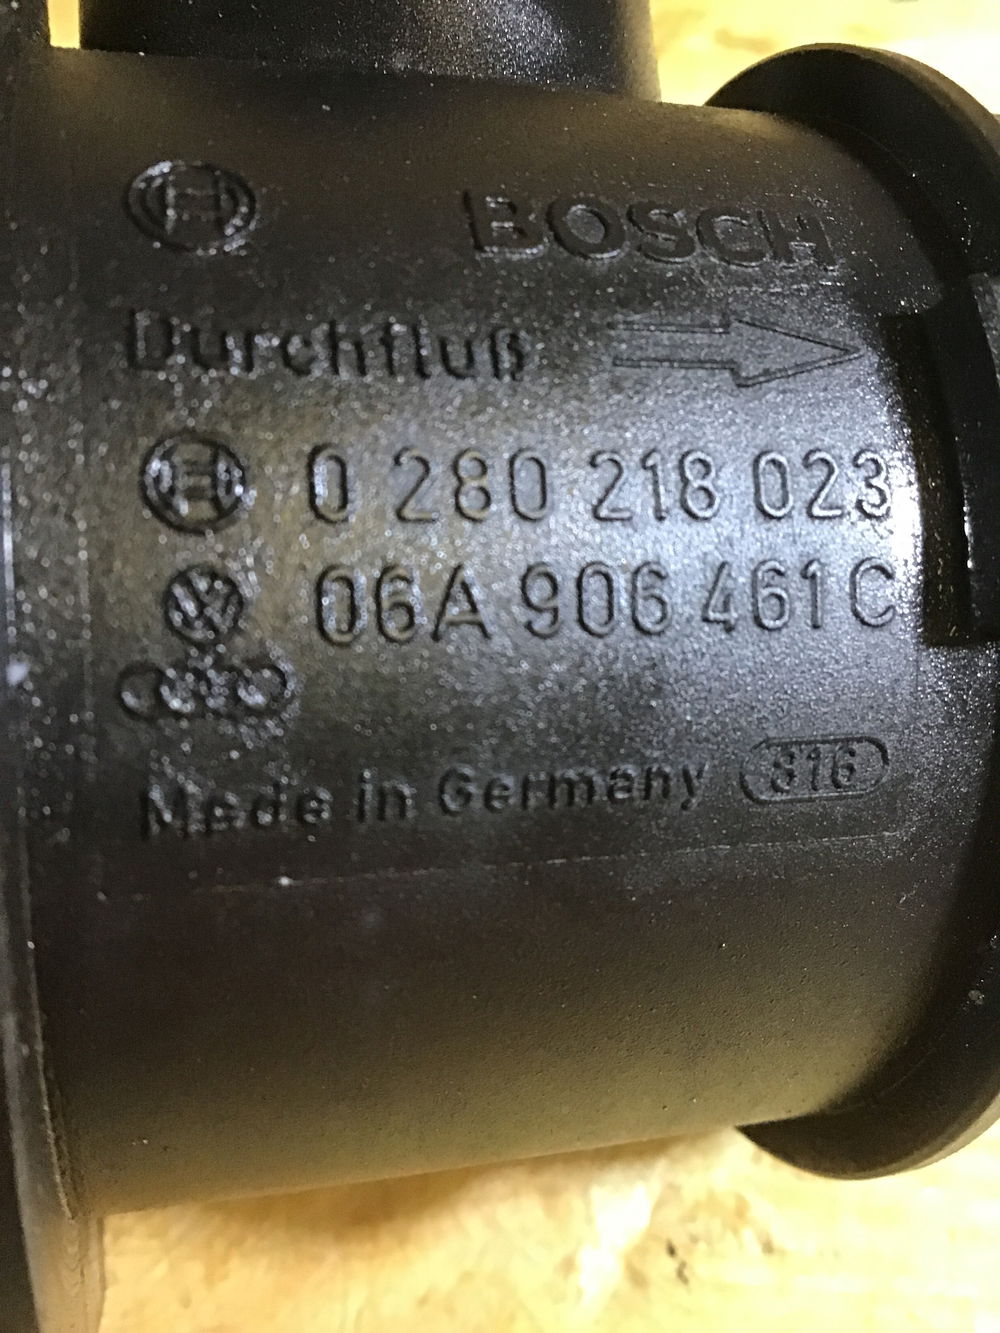 BOSCH
Durchfluß
0 280 218 023
06A 906 461 C
Made in Germany 816